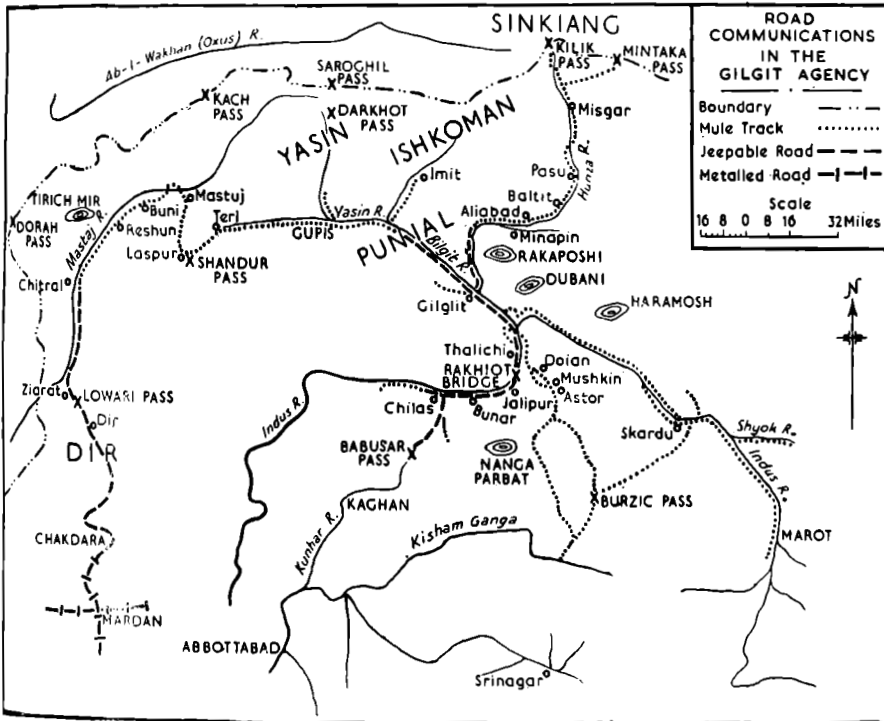 SINKIANG
ROAD
COMMUNICATIONS
IN THE
GILGIT AGENCY
Boundary
Mule Track
Jeepable Road
Metalled Road
Scale
16 8 0 8 16 32 Miles
Ab-I-Wakhan (Oxus) R.
KILIK
PASS
MINTAKA
PASS
SAROGHIL
PASS
KACH
PASS
DARKHOT
PASS
Misgar
YASIN
ISHKOMAN
Imit
Pasu
Hunza R.
Baltit
Aliabad
Minapin
TIRICH MIR
DORAH
PASS
Mastaj R.
Buni
Mastuj
Reshun
Teri
Laspur
SHANDUR
PASS
GUPIS
Yasin R.
PUNIAL
Bilgit R.
RAKAPOSHI
DUBANI
HARAMOSH
Gilglit
N
Chitral
Thalichi
RAKHIOT
BRIDGE
Doian
Mushkin
Astor
Jalipur
Bunar
Chilas
Ziarat
LOWARI PASS
Dir
DIR
Indus R.
BABUSAR
PASS
NANGA
PARBAT
Skardu
Shyok R.
Indus R.
BURZIC PASS
KAGHAN
Kunhar R.
Kisham Ganga
MAROT
CHAKDARA
MARDAN
ABBOTTABAD
Srinagar